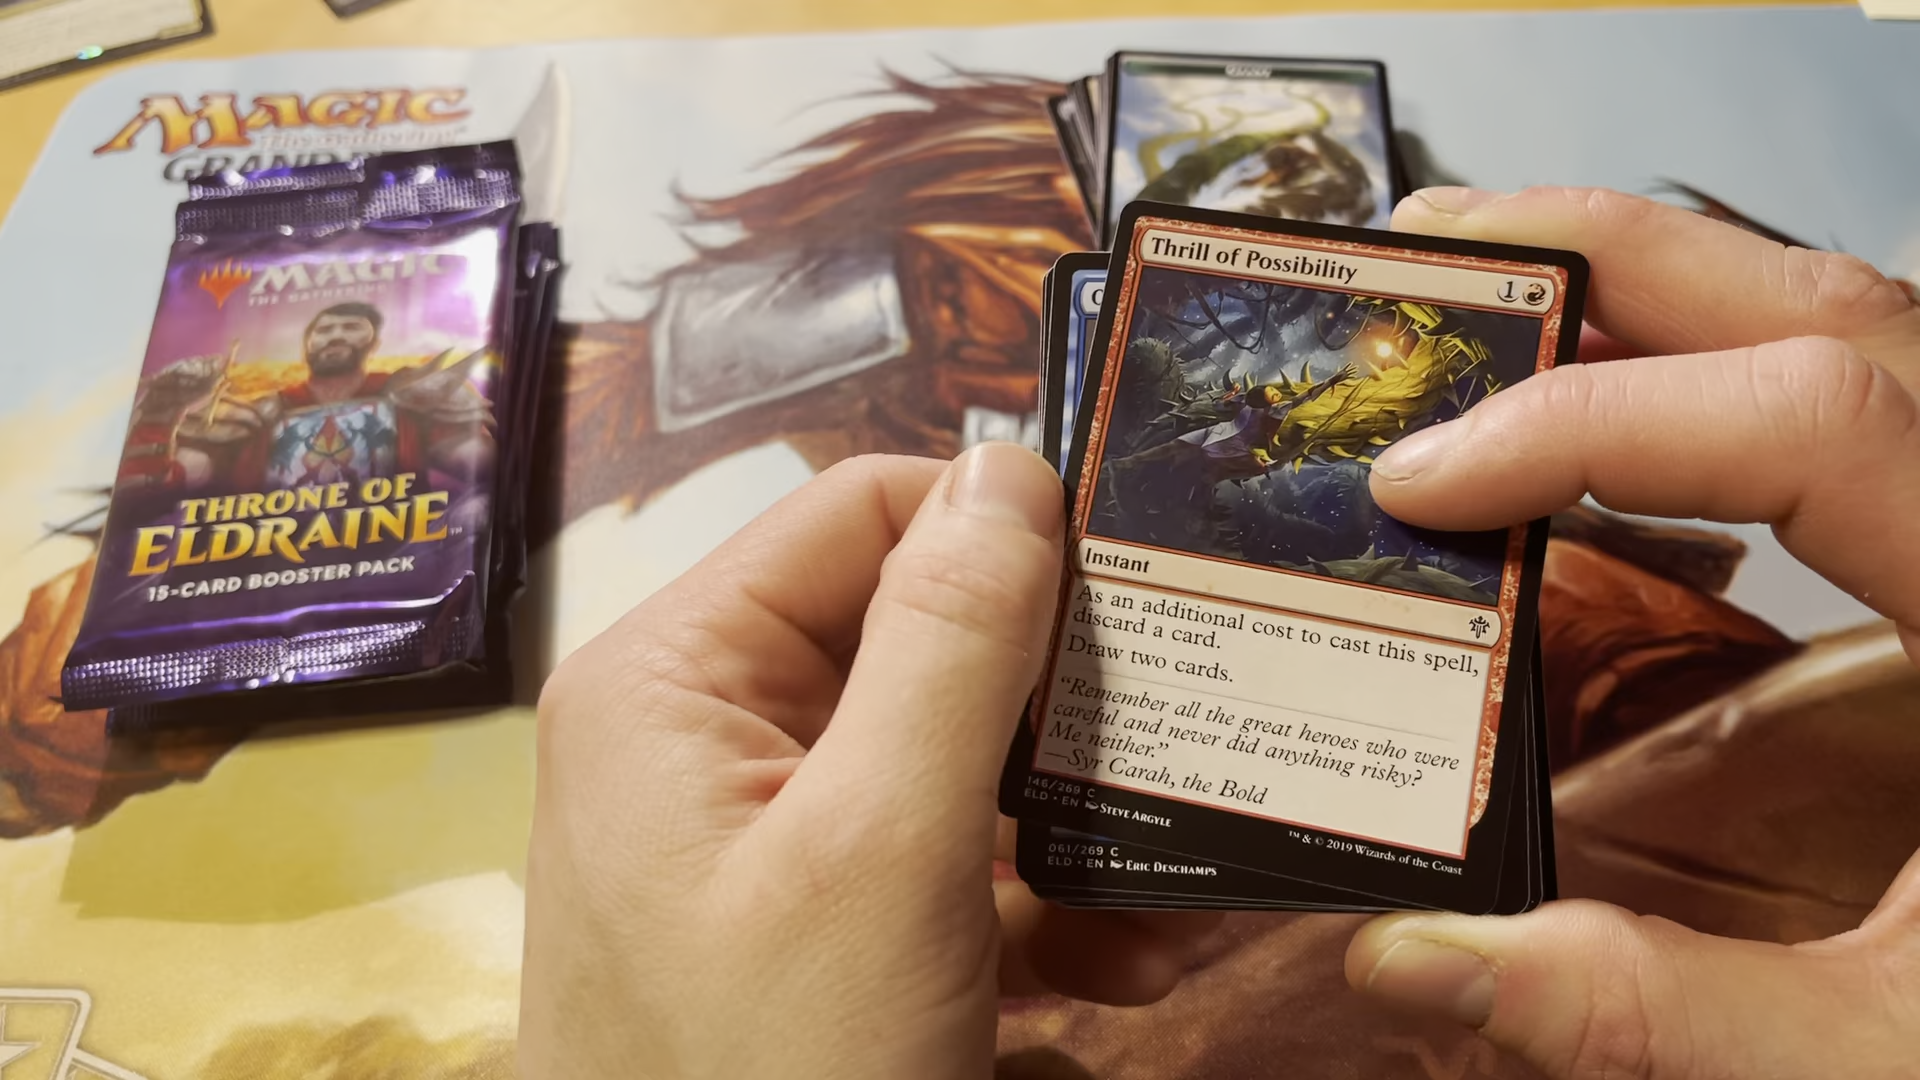 MAGIC
The Gathering
GRAND
MAGIC
THE GATHERING
THRONE OF
ELDRAINE™
15-CARD BOOSTER PACK
Thrill of Possibility
1
Instant
As an additional cost to cast this spell,
discard a card.
Draw two cards.
“Remember all the great heroes who were
careful and never did anything risky?
Me neither.”
—Syr Carah, the Bold
146/269 C
ELD • EN STEVE ARGYLE
™ & © 2019 Wizards of the Coast
061/269 C
ELD • EN ERIC DESCHAMPS